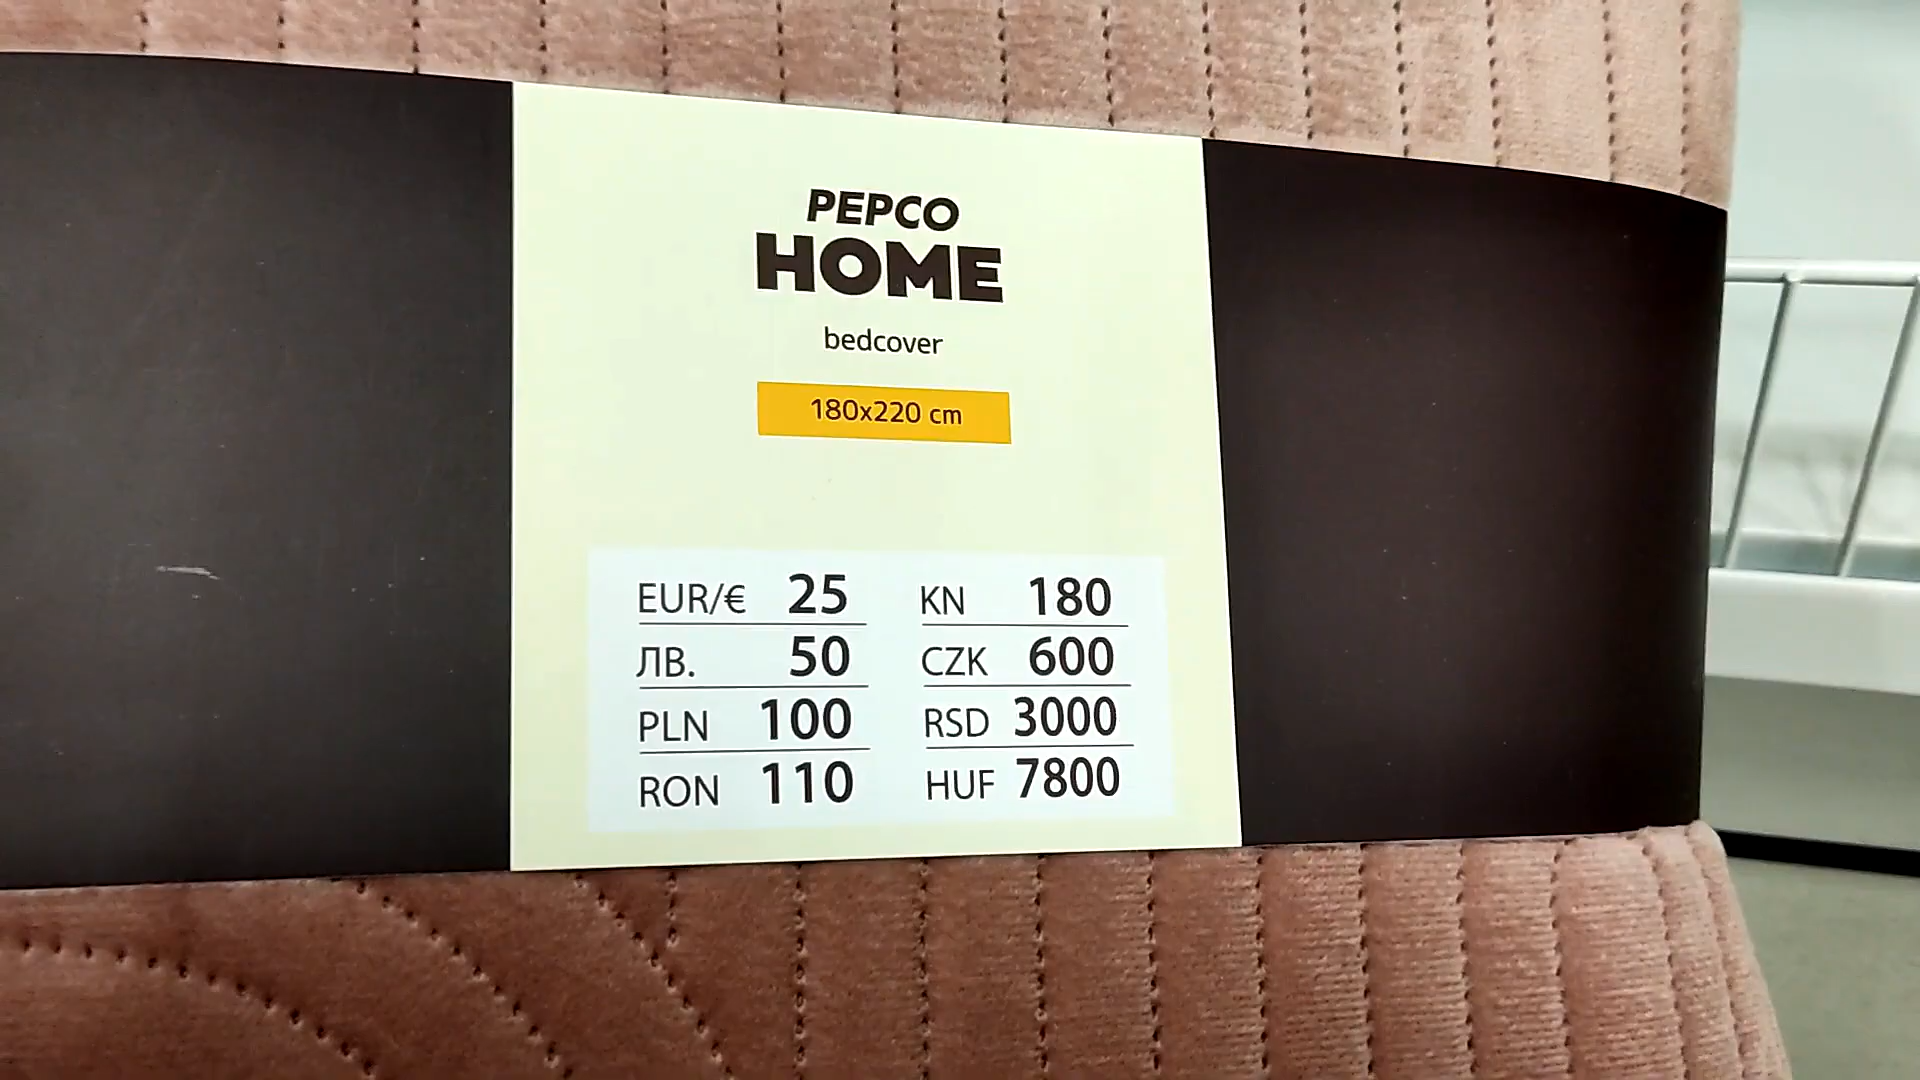 PEPCO
HOME
bedcover
180x220 cm
EUR/€ 25
ЛВ. 50
PLN 100
RON 110
KN 180
CZK 600
RSD 3000
HUF 7800